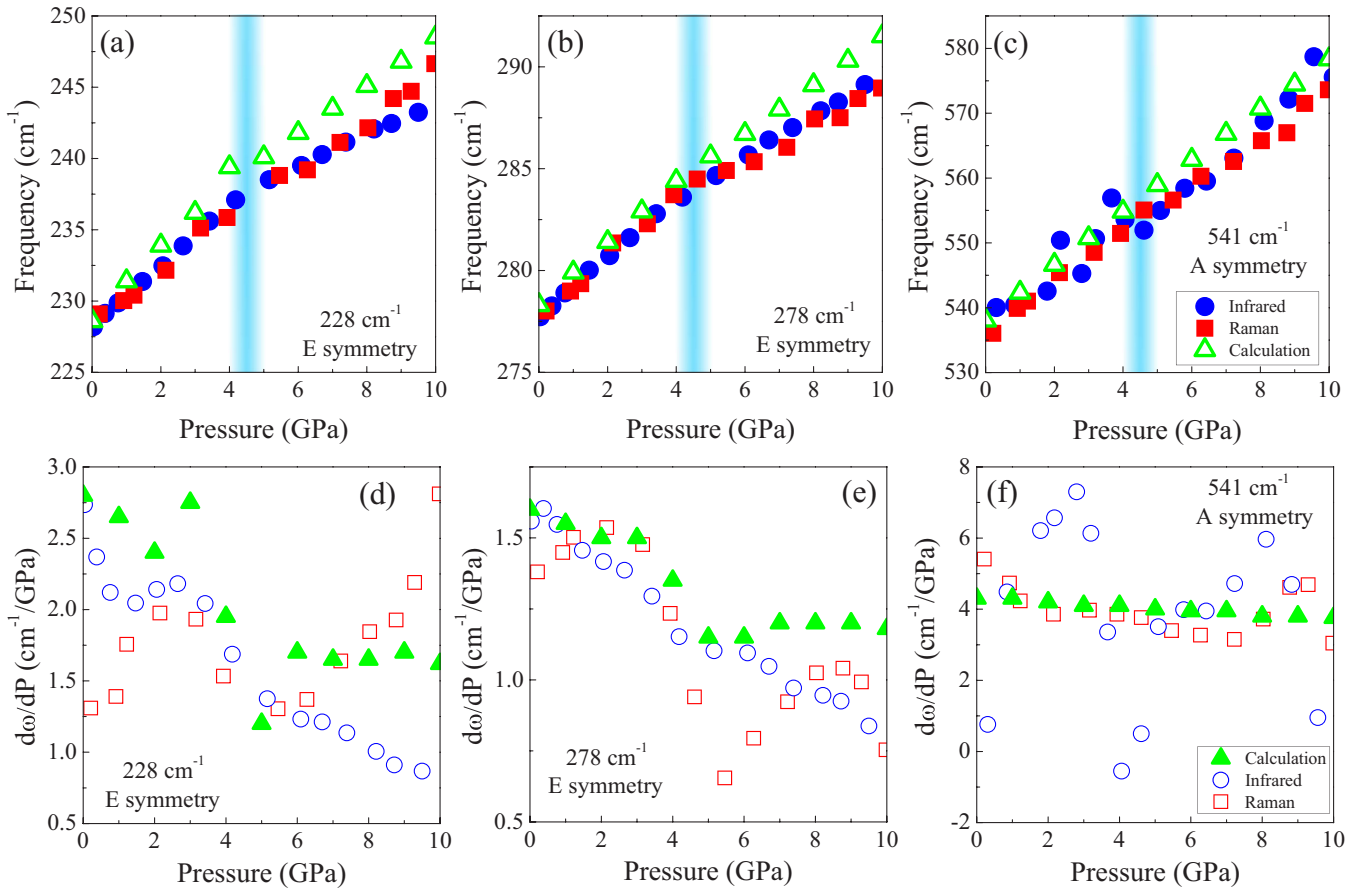 (a)
250
245
240
235
230
225
Frequency (cm⁻¹)
228 cm⁻¹
E symmetry
0 2 4 6 8 10
Pressure (GPa)
(b)
290
285
280
275
Frequency (cm⁻¹)
278 cm⁻¹
E symmetry
0 2 4 6 8 10
Pressure (GPa)
(c)
580
570
560
550
540
530
Frequency (cm⁻¹)
541 cm⁻¹
A symmetry
Infrared
Raman
Calculation
0 2 4 6 8 10
Pressure (GPa)
(d)
3.0
2.5
2.0
1.5
1.0
0.5
dω/dP (cm⁻¹/GPa)
228 cm⁻¹
E symmetry
0 2 4 6 8 10
Pressure (GPa)
(e)
1.5
1.0
0.5
dω/dP (cm⁻¹/GPa)
278 cm⁻¹
E symmetry
0 2 4 6 8 10
Pressure (GPa)
(f)
541 cm⁻¹
A symmetry
8
6
4
2
0
-2
dω/dP (cm⁻¹/GPa)
Calculation
Infrared
Raman
0 2 4 6 8 10
Pressure (GPa)